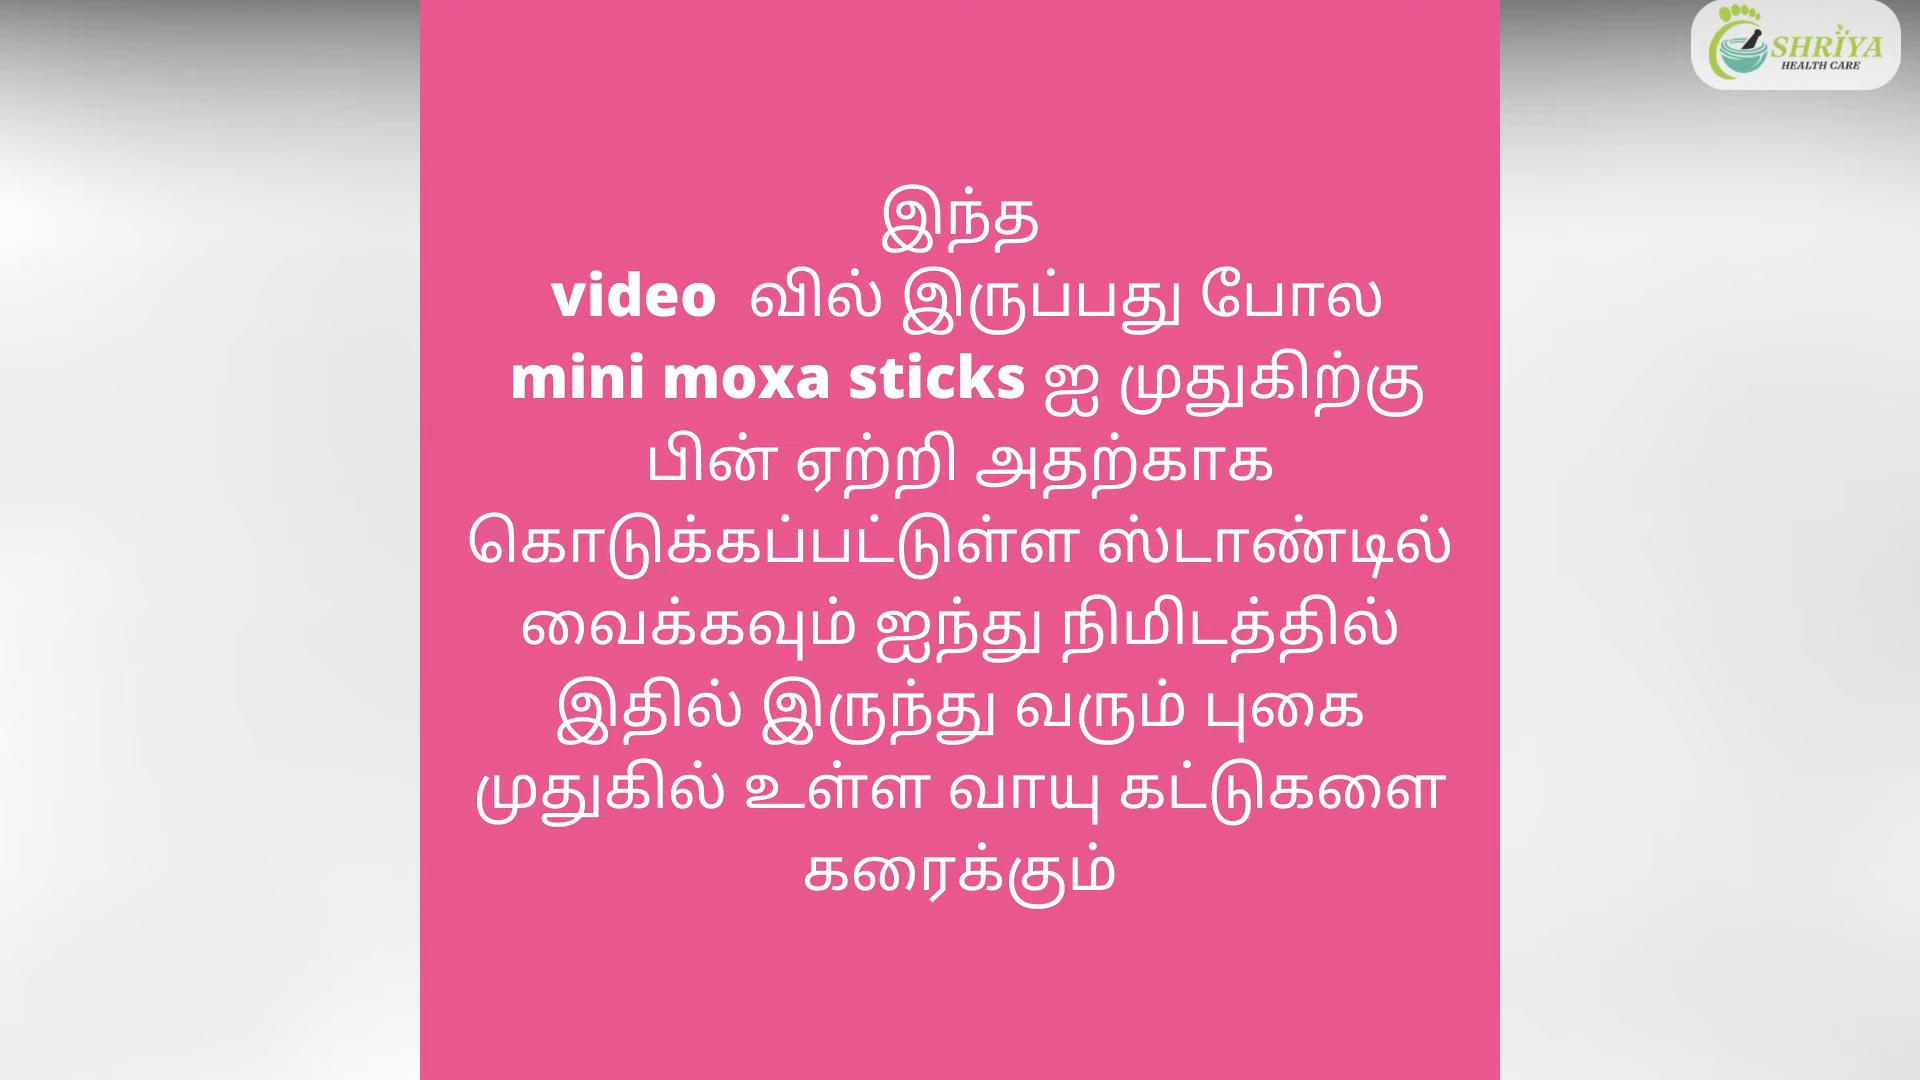 SHRIYA
HEALTH CARE
இந்த
video வில் இருப்பது போல
mini moxa sticks ஐ முதுகிற்கு
பின் ஏற்றி அதற்காக
கொடுக்கப்பட்டுள்ள ஸ்டாண்டில்
வைக்கவும் ஐந்து நிமிடத்தில்
இதில் இருந்து வரும் புகை
முதுகில் உள்ள வாயு கட்டுகளை
கரைக்கும்